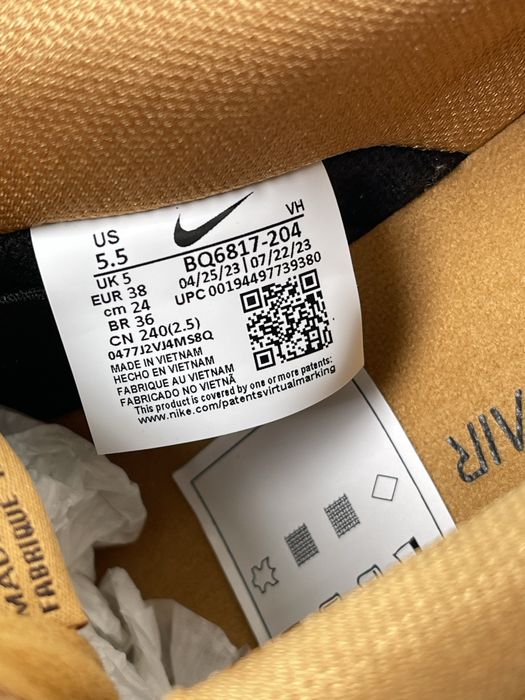 US
5.5
VH
BQ6817-204
UK 5
04/25/23 | 07/22/23
EUR 38
UPC 00194497739380
cm 24
BR 36
CN 240(2.5)
0477J2VJ4MS8Q
MADE IN VIETNAM
HECHO EN VIETNAM
FABRIQUE AU VIETNAM
FABRICADO NO VIETNÃ
This product is covered by one or more patents:
www.nike.com/patentsvirtualmarking
AIR
FABRIQUE